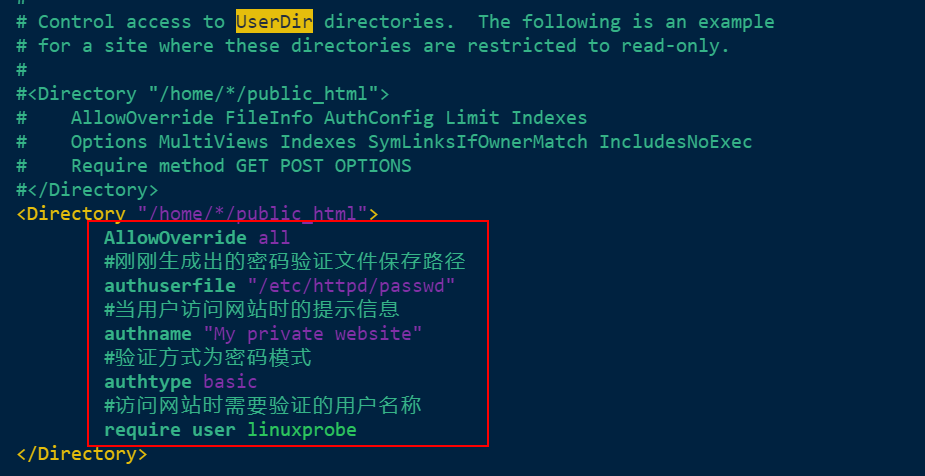 #
# Control access to UserDir directories.  The following is an example
# for a site where these directories are restricted to read-only.
#
#<Directory "/home/*/public_html">
#    AllowOverride FileInfo AuthConfig Limit Indexes
#    Options MultiViews Indexes SymLinksIfOwnerMatch IncludesNoExec
#    Require method GET POST OPTIONS
#</Directory>
<Directory "/home/*/public_html">
        AllowOverride all
        #刚刚生成出的密码验证文件保存路径
        authuserfile "/etc/httpd/passwd"
        #当用户访问网站时的提示信息
        authname "My private website"
        #验证方式为密码模式
        authtype basic
        #访问网站时需要验证的用户名称
        require user linuxprobe
</Directory>